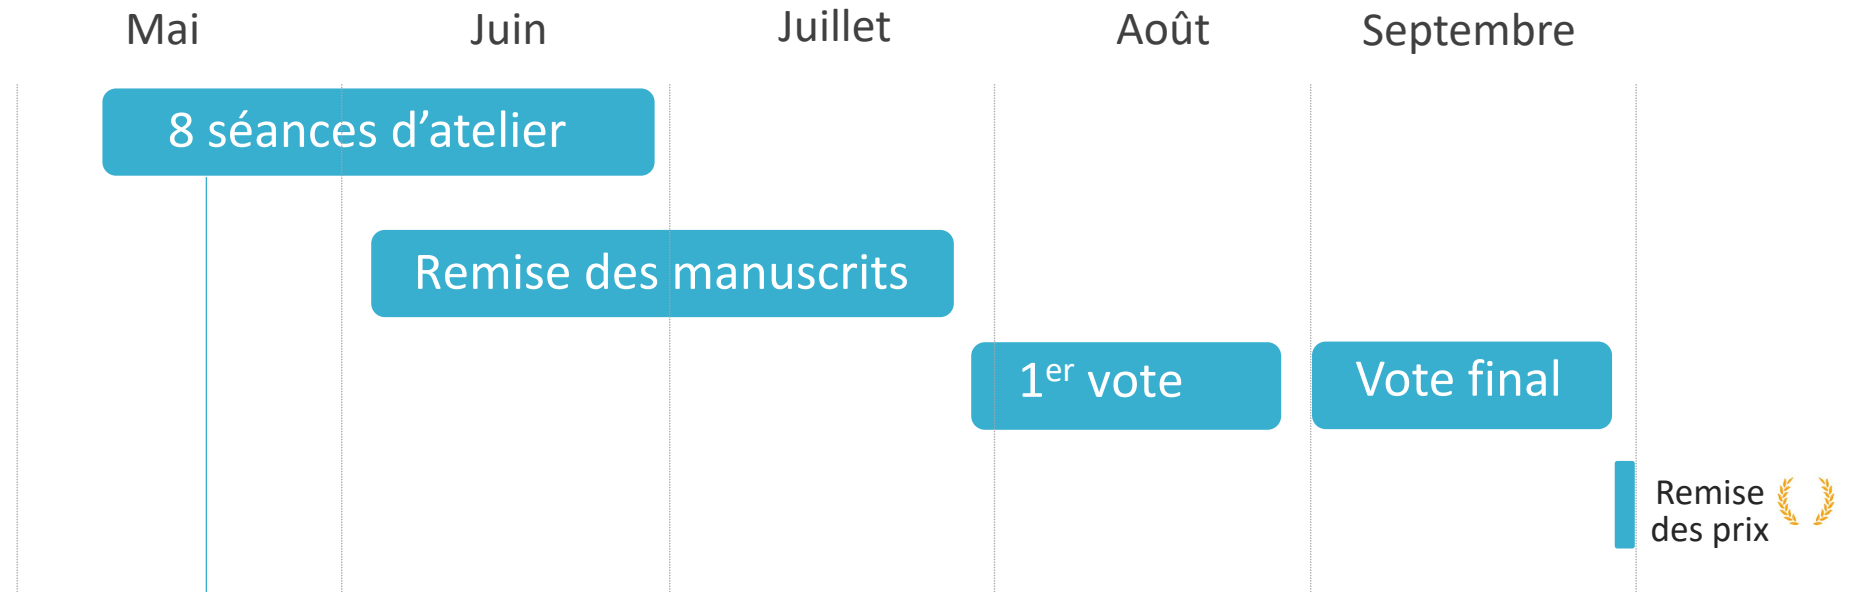 Mai Juin Juillet Août Septembre
8 séances d’atelier
Remise des manuscrits
1er vote
Vote final
Remise
des prix